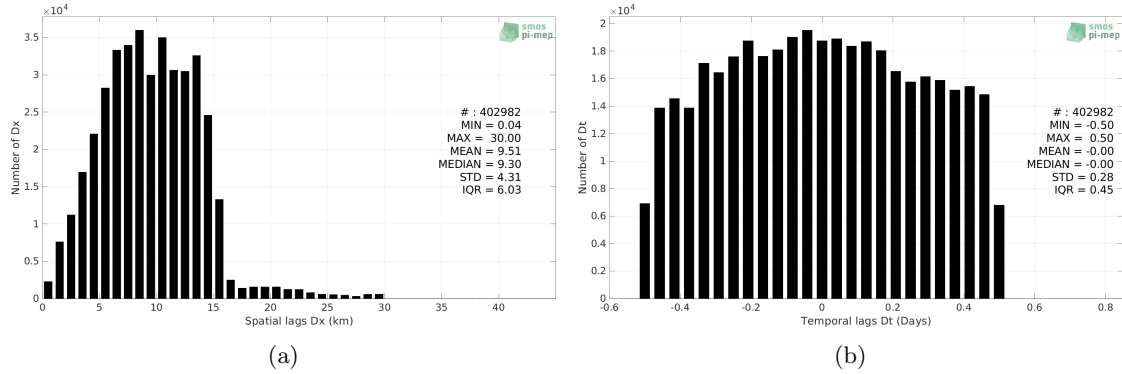 ×10⁴
3.5
3
2.5
2
1.5
1
0.5
0
0 5 10 15 20 25 30 35 40
Number of Dx
Spatial lags Dx (km)
smos
pi-mep
# : 402982
MIN = 0.04
MAX = 30.00
MEAN = 9.51
MEDIAN = 9.30
STD = 4.31
IQR = 6.03
(a)
×10⁴
2
1.8
1.6
1.4
1.2
1
0.8
0.6
0.4
0.2
0
-0.6 -0.4 -0.2 0 0.2 0.4 0.6 0.8
Number of Dt
Temporal lags Dt (Days)
smos
pi-mep
# : 402982
MIN = -0.50
MAX = 0.50
MEAN = -0.00
MEDIAN = -0.00
STD = 0.28
IQR = 0.45
(b)